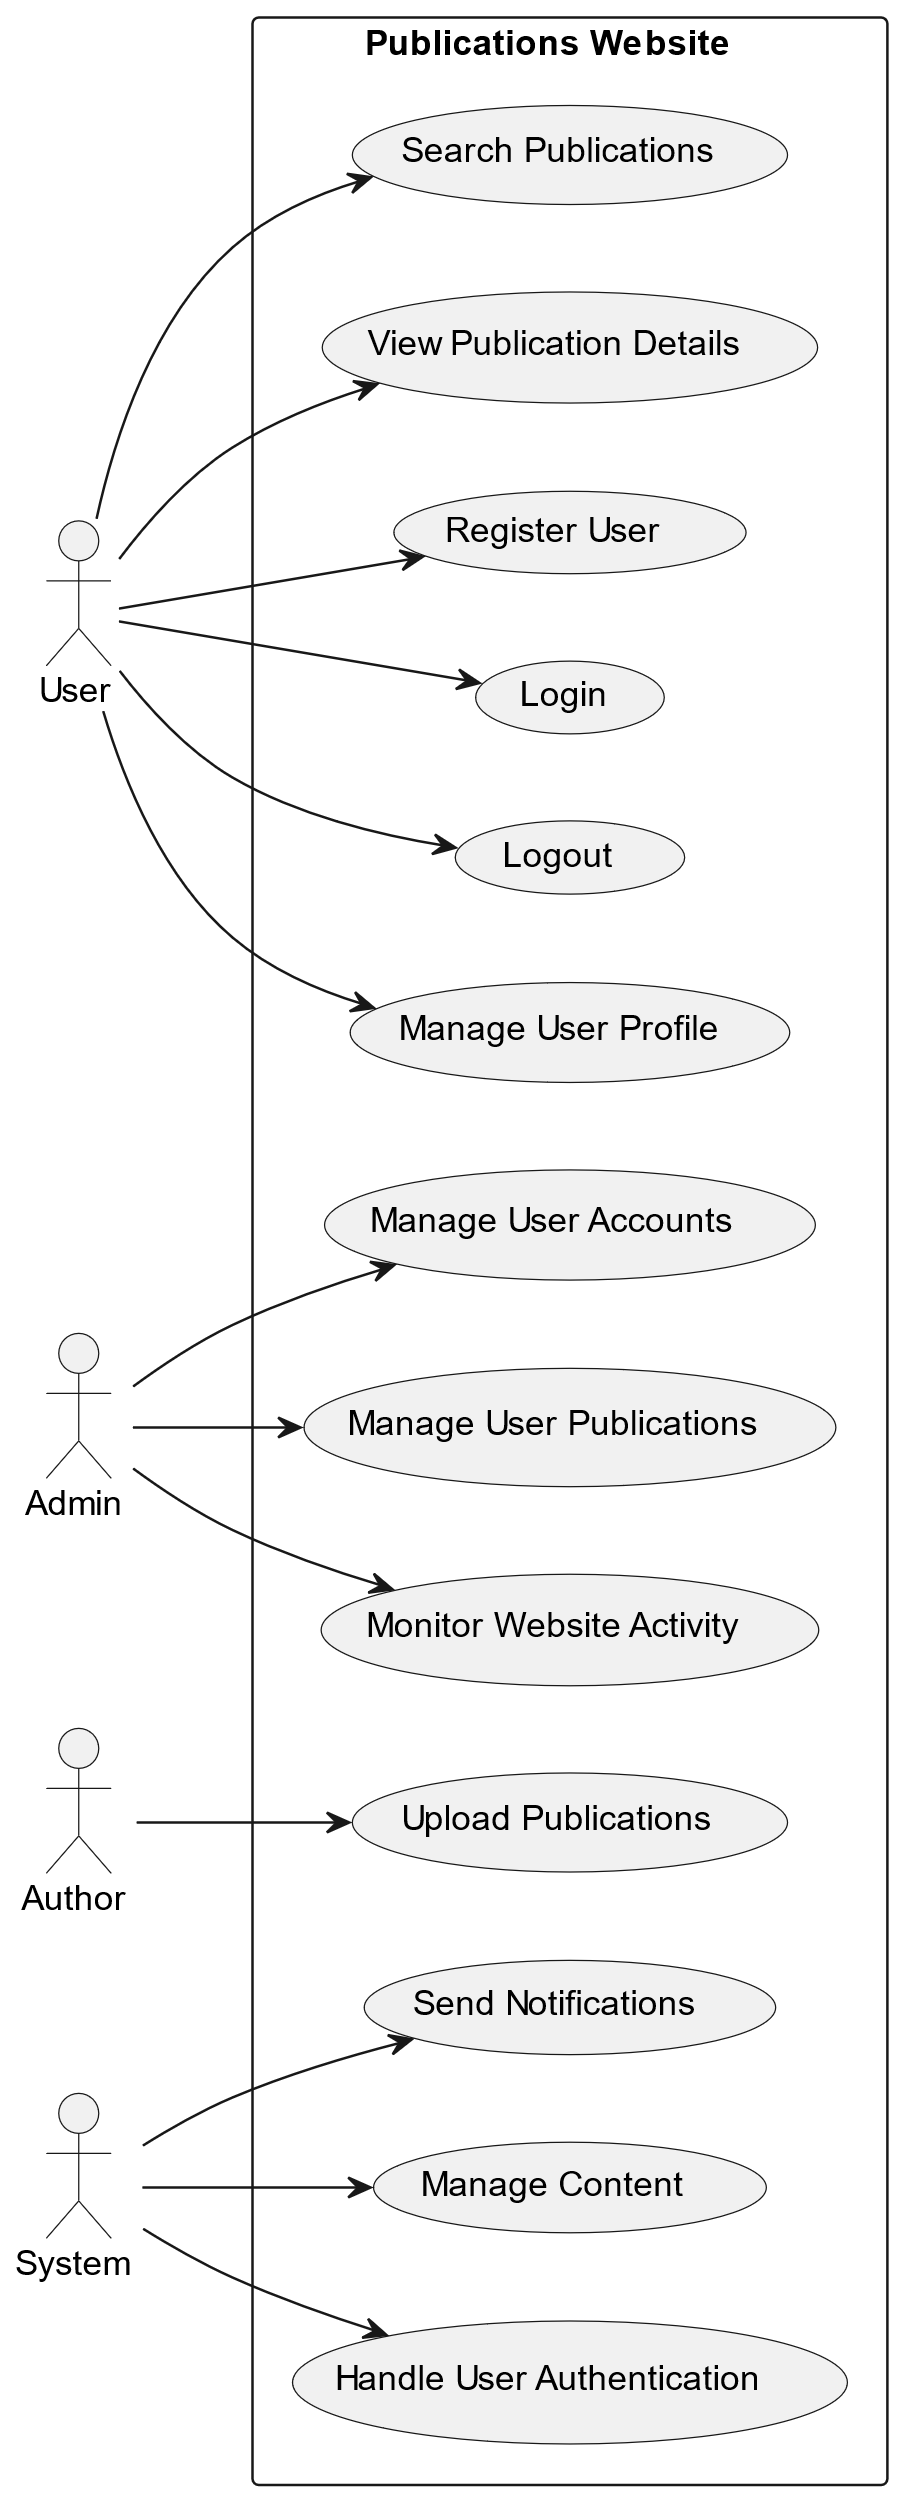 Publications Website
Search Publications
View Publication Details
Register User
Login
User
Logout
Manage User Profile
Manage User Accounts
Manage User Publications
Admin
Monitor Website Activity
Upload Publications
Author
Send Notifications
Manage Content
System
Handle User Authentication